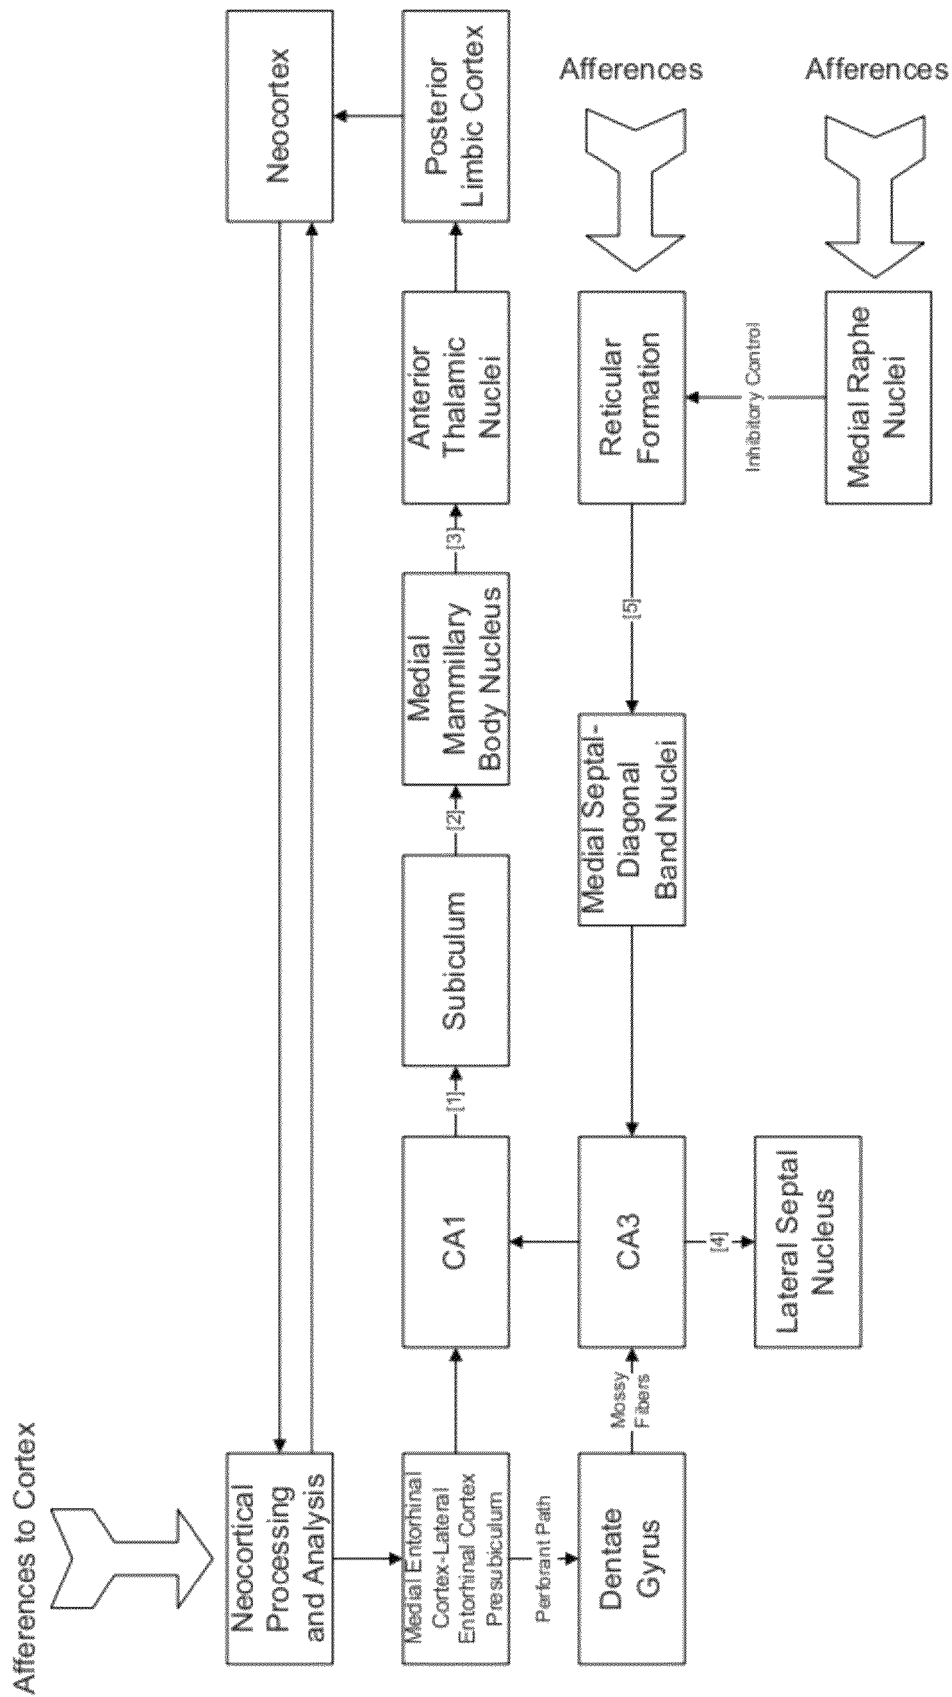 Afferences to Cortex
Neocortical
Processing
and Analysis
Neocortex
Medial Entorhinal
Cortex-Lateral
Entorhinal Cortex
Presubiculum
CA1
[1]
Subiculum
[2]
Medial
Mammillary
Body Nucleus
[3]
Anterior
Thalamic
Nuclei
Posterior
Limbic Cortex
Perforant Path
Dentate
Gyrus
Mossy
Fibers
CA3
Medial Septal-
Diagonal
Band Nuclei
[5]
Reticular
Formation
Afferences
[4]
Lateral Septal
Nucleus
Inhibitory Control
Medial Raphe
Nuclei
Afferences